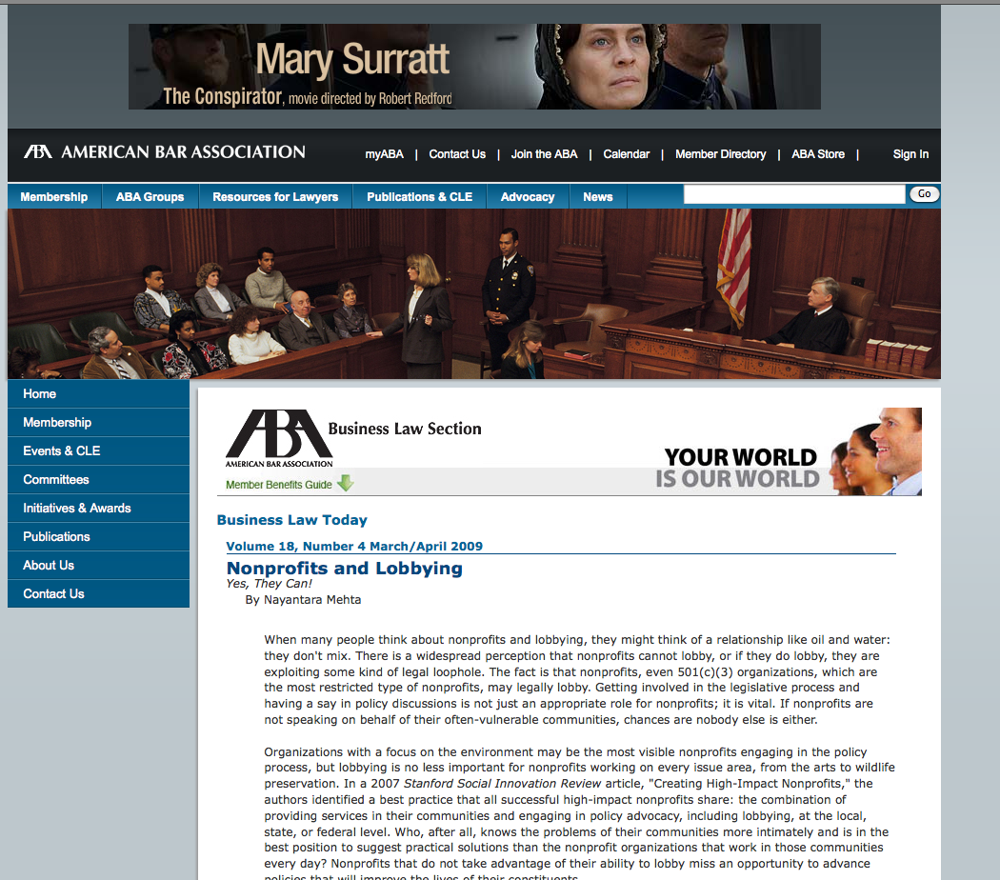 Mary Surratt
The Conspirator, movie directed by Robert Redford
ABA AMERICAN BAR ASSOCIATION
myABA | Contact Us | Join the ABA | Calendar | Member Directory | ABA Store | Sign In
Membership ABA Groups Resources for Lawyers Publications & CLE Advocacy News Go
Home
Membership
Events & CLE
Committees
Initiatives & Awards
Publications
About Us
Contact Us
ABA Business Law Section
AMERICAN BAR ASSOCIATION
Member Benefits Guide
YOUR WORLD
IS OUR WORLD
Business Law Today
Volume 18, Number 4 March/April 2009
Nonprofits and Lobbying
Yes, They Can!
By Nayantara Mehta
When many people think about nonprofits and lobbying, they might think of a relationship like oil and water:
they don't mix. There is a widespread perception that nonprofits cannot lobby, or if they do lobby, they are
exploiting some kind of legal loophole. The fact is that nonprofits, even 501(c)(3) organizations, which are
the most restricted type of nonprofits, may legally lobby. Getting involved in the legislative process and
having a say in policy discussions is not just an appropriate role for nonprofits; it is vital. If nonprofits are
not speaking on behalf of their often-vulnerable communities, chances are nobody else is either.
Organizations with a focus on the environment may be the most visible nonprofits engaging in the policy
process, but lobbying is no less important for nonprofits working on every issue area, from the arts to wildlife
preservation. In a 2007 Stanford Social Innovation Review article, "Creating High-Impact Nonprofits," the
authors identified a best practice that all successful high-impact nonprofits share: the combination of
providing services in their communities and engaging in policy advocacy, including lobbying, at the local,
state, or federal level. Who, after all, knows the problems of their communities more intimately and is in the
best position to suggest practical solutions than the nonprofit organizations that work in those communities
every day? Nonprofits that do not take advantage of their ability to lobby miss an opportunity to advance
policies that will improve the lives of their constituents.